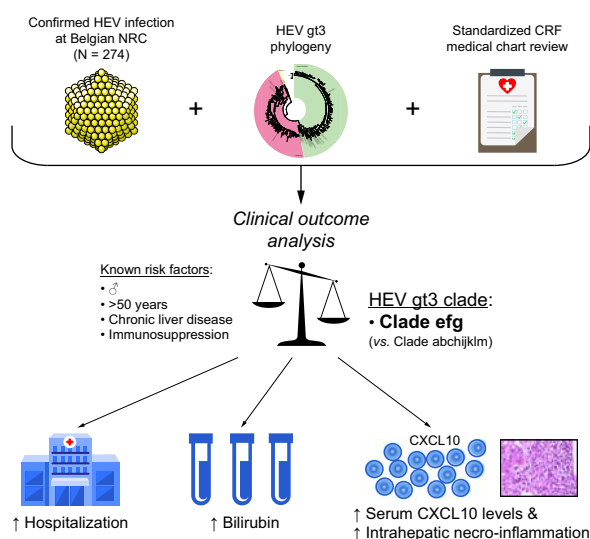 Confirmed HEV infection
at Belgian NRC
(N = 274)
+
HEV gt3
phylogeny
+
Standardized CRF
medical chart review
Clinical outcome
analysis
Known risk factors:
• ♂
• >50 years
• Chronic liver disease
• Immunosuppression
HEV gt3 clade:
• Clade efg
(vs. Clade abchijklm)
↑ Hospitalization
↑ Bilirubin
CXCL10
↑ Serum CXCL10 levels &
↑ Intrahepatic necro-inflammation